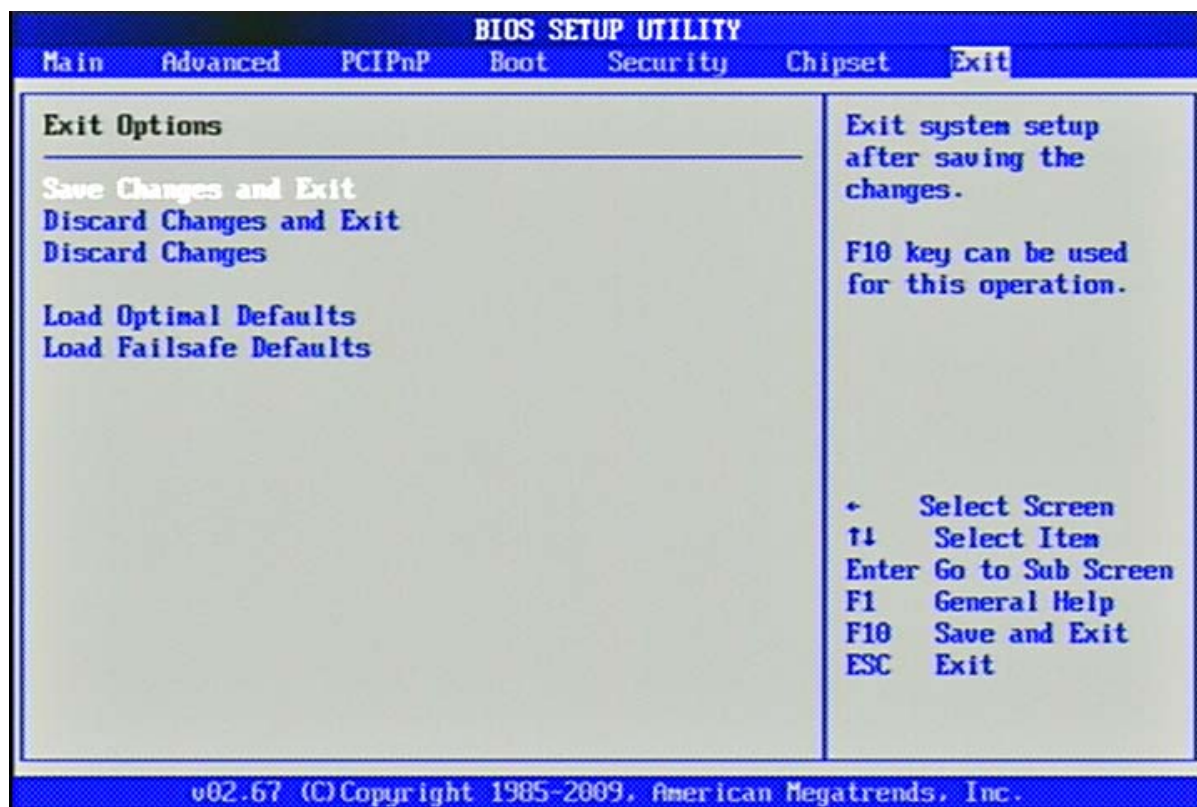 BIOS SETUP UTILITY
Main Advanced PCIPnP Boot Security Chipset Exit
Exit Options
Save Changes and Exit
Discard Changes and Exit
Discard Changes
Load Optimal Defaults
Load Failsafe Defaults
Exit system setup
after saving the
changes.
F10 key can be used
for this operation.
← Select Screen
↑↓ Select Item
Enter Go to Sub Screen
F1 General Help
F10 Save and Exit
ESC Exit
v02.67 (C)Copyright 1985-2009, American Megatrends, Inc.